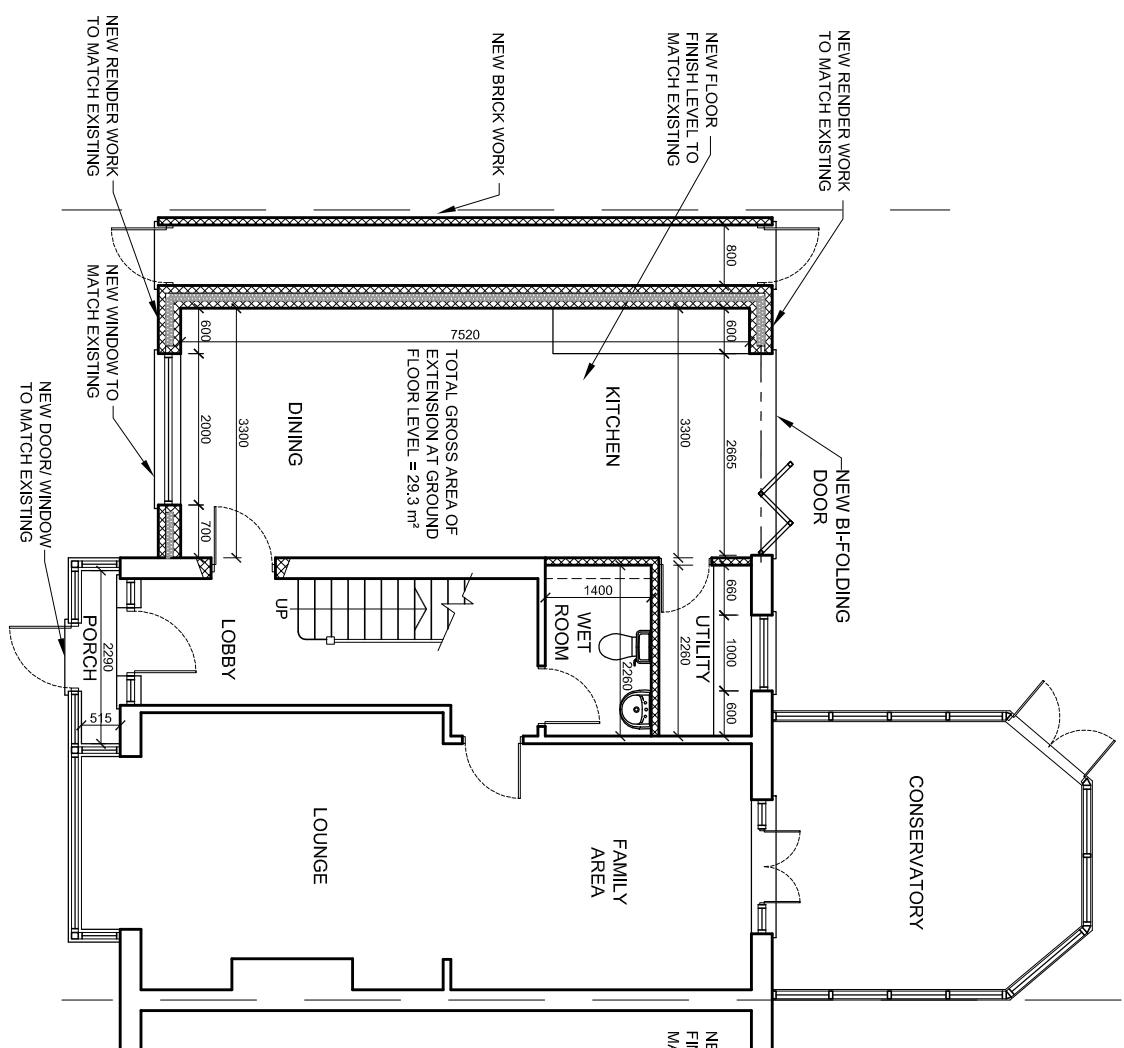 NEW RENDER WORK
TO MATCH EXISTING
NEW FLOOR
FINISH LEVEL TO
MATCH EXISTING
NEW BRICK WORK
NEW RENDER WORK
TO MATCH EXISTING
NEW WINDOW TO
MATCH EXISTING
NEW DOOR/ WINDOW
TO MATCH EXISTING
NEW BI-FOLDING
DOOR
800
600
600
7520
3300
3300
2000
2665
700
KITCHEN
DINING
TOTAL GROSS AREA OF
EXTENSION AT GROUND
FLOOR LEVEL = 29.3 m²
660
1000
600
UTILITY
2260
1400
WET
ROOM
2260
UP
LOBBY
PORCH
2290
515
CONSERVATORY
FAMILY
AREA
LOUNGE